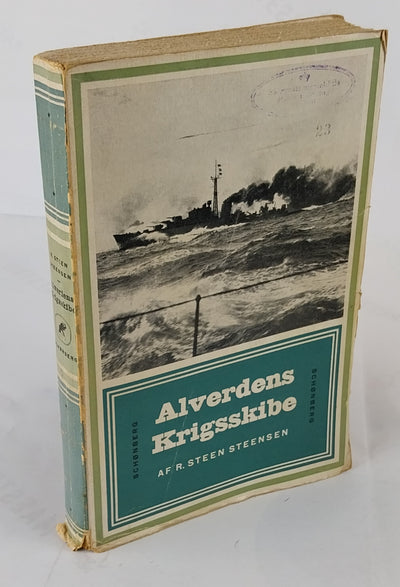 23
Alverdens
Krigsskibe
AF R. STEEN STEENSEN
SCHØNBERG
SCHØNBERG